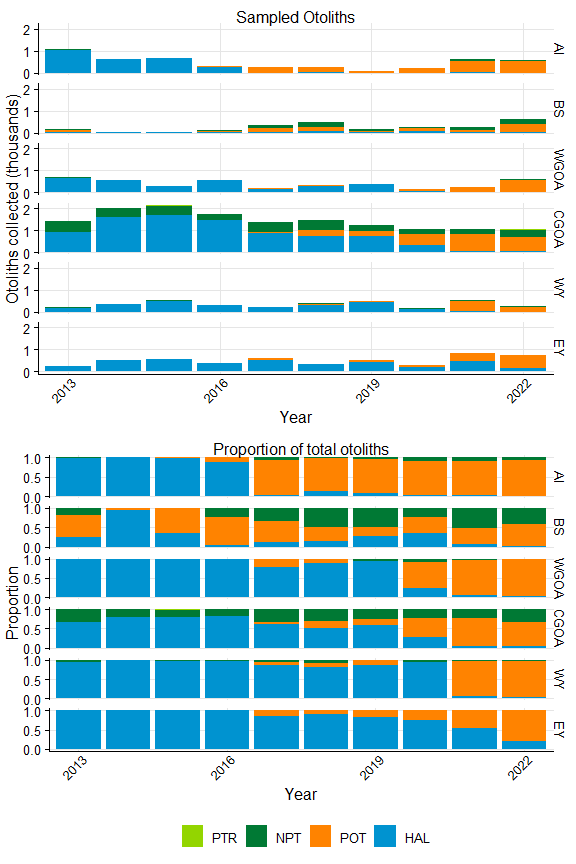 Sampled Otoliths
Otoliths collected (thousands)
2
1
0
AI
2
1
0
BS
2
1
0
WGOA
2
1
0
CGOA
2
1
0
WY
2
1
0
EY
2013
2016
2019
2022
Year
Proportion of total otoliths
Proportion
1.0
0.5
0.0
AI
1.0
0.5
0.0
BS
1.0
0.5
0.0
WGOA
1.0
0.5
0.0
CGOA
1.0
0.5
0.0
WY
1.0
0.5
0.0
EY
2013
2016
2019
2022
Year
PTR NPT POT HAL